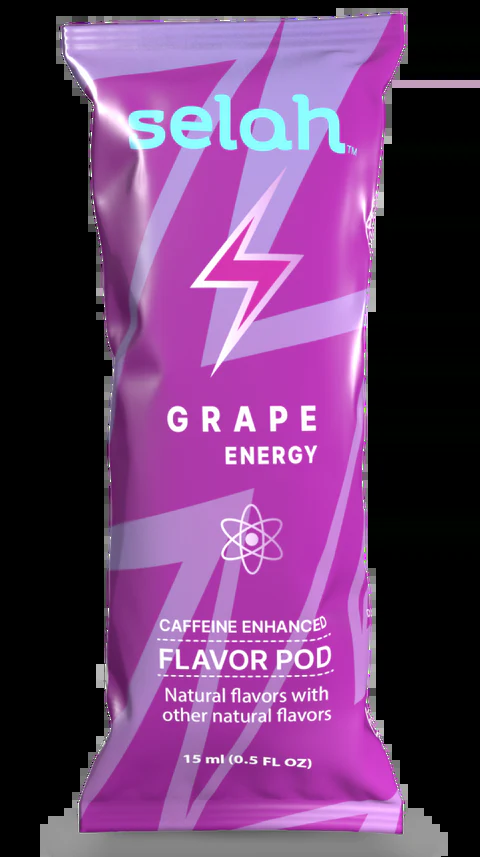 selah™
GRAPE
ENERGY
CAFFEINE ENHANCED
FLAVOR POD
Natural flavors with
other natural flavors
15 ml (0.5 FL OZ)